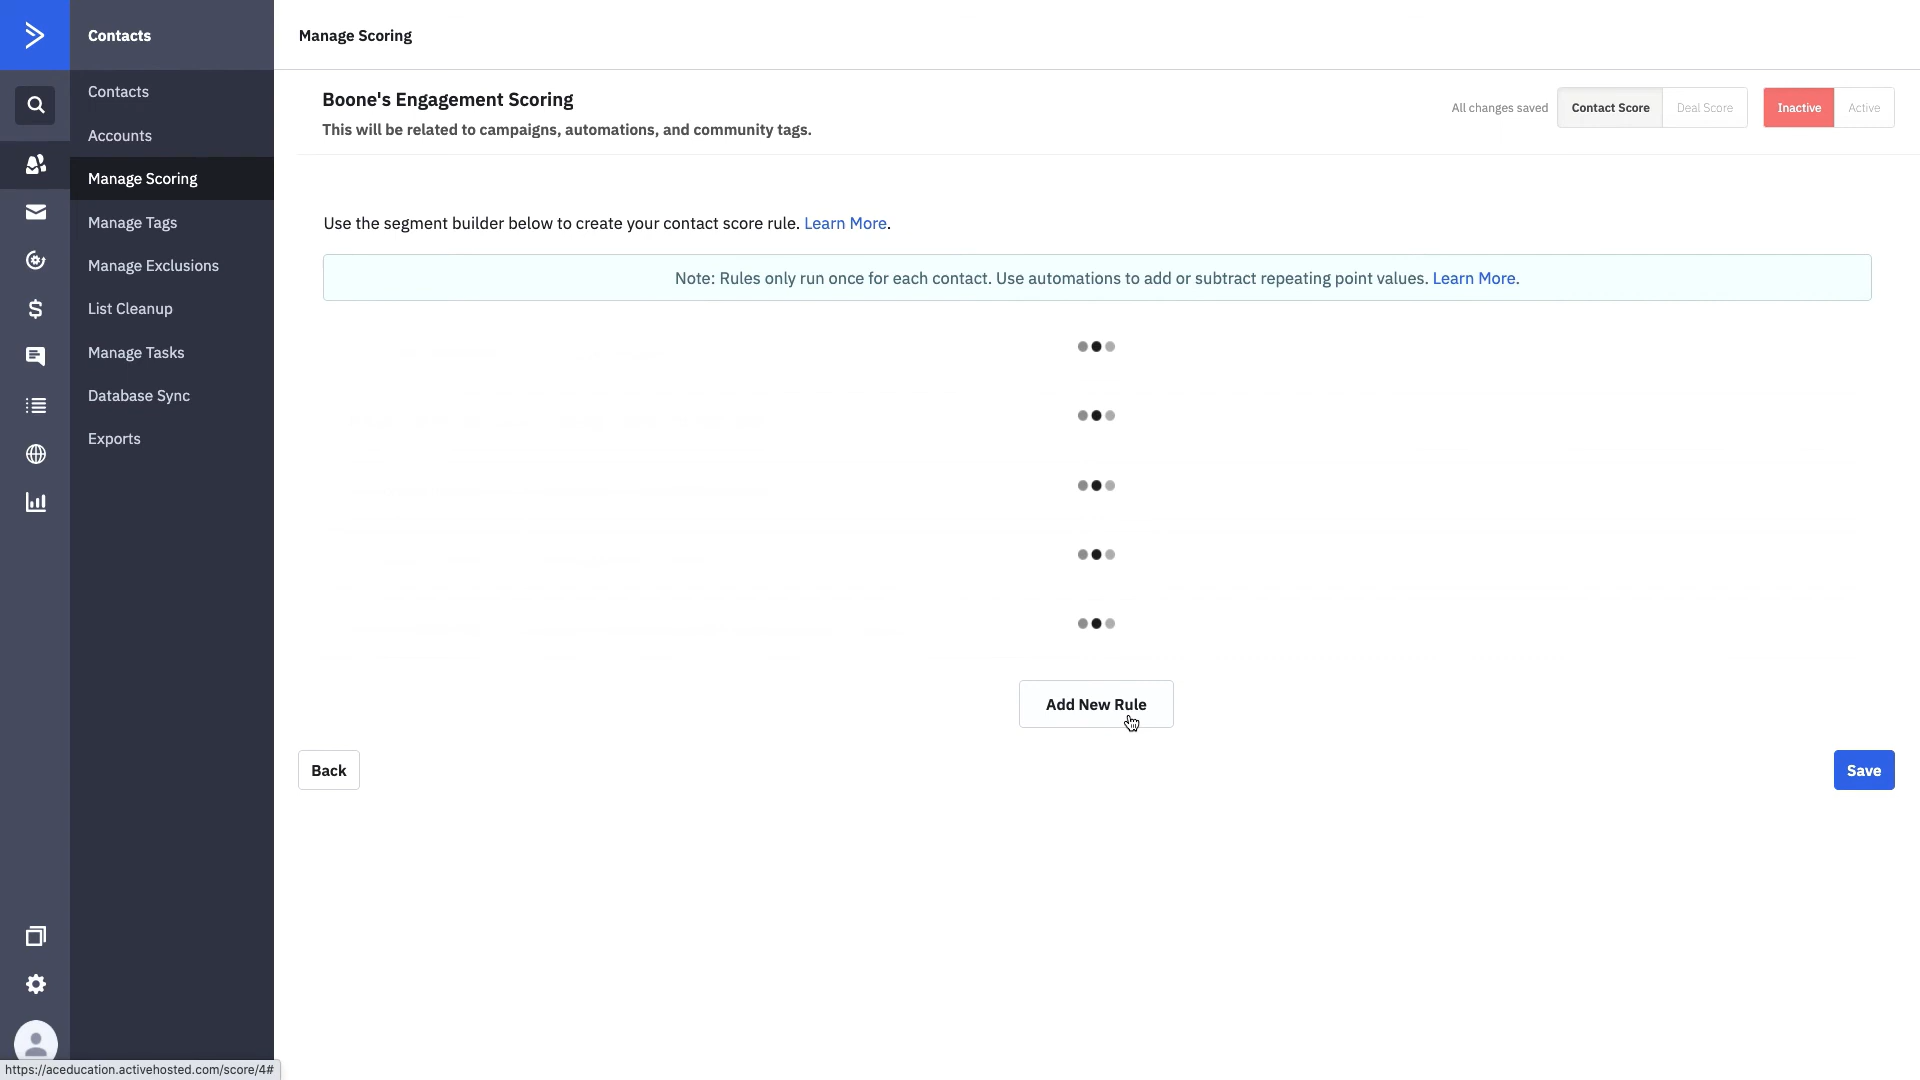 Contacts
Manage Scoring
Contacts
Accounts
Manage Scoring
Manage Tags
Manage Exclusions
List Cleanup
Manage Tasks
Database Sync
Exports
Boone's Engagement Scoring
This will be related to campaigns, automations, and community tags.
All changes saved
Contact Score
Deal Score
Inactive
Active
Use the segment builder below to create your contact score rule. Learn More.
Note: Rules only run once for each contact. Use automations to add or subtract repeating point values. Learn More.
Add New Rule
Back
Save
https://aceducation.activehosted.com/score/4#